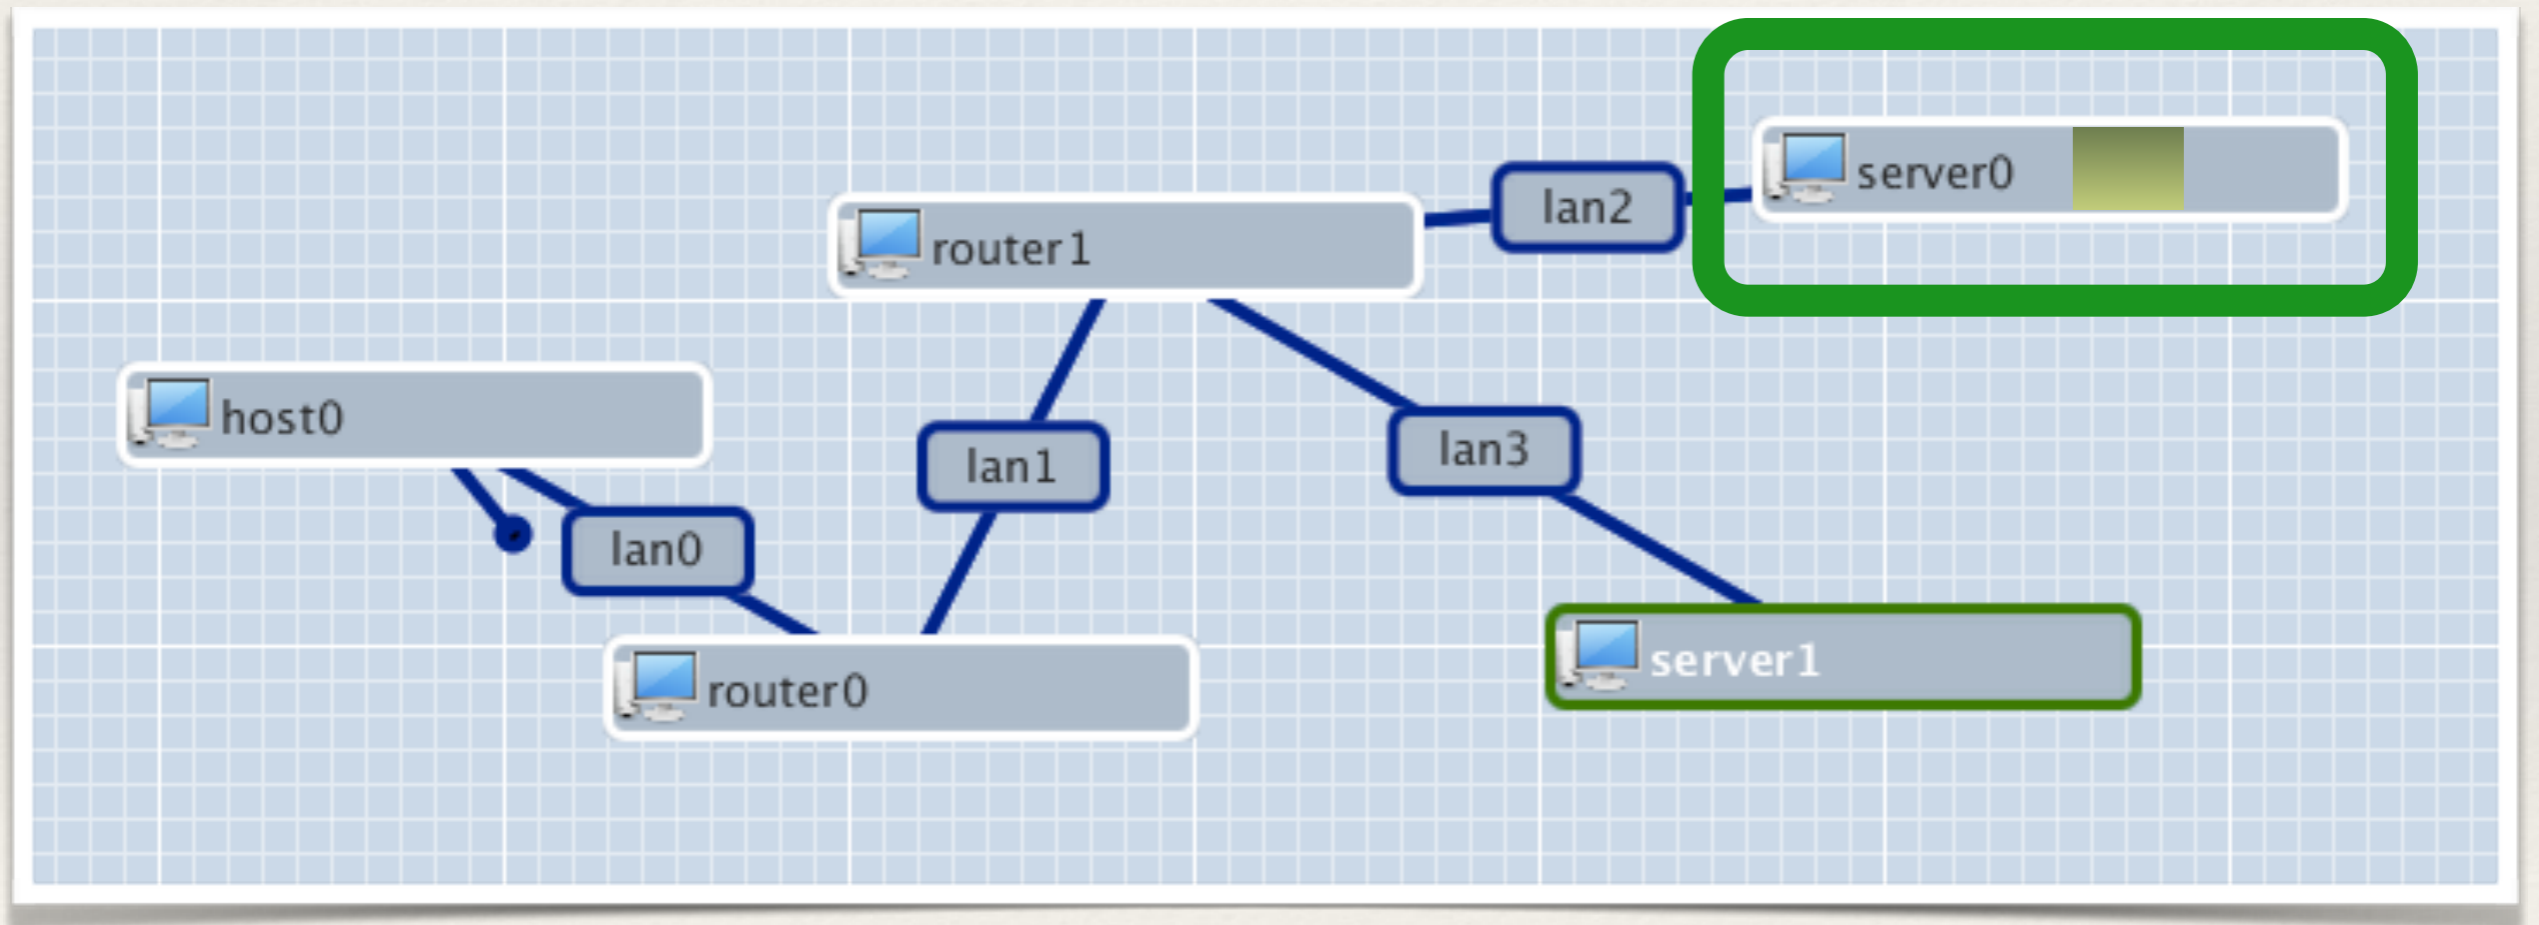 server0
lan2
router1
host0
lan3
lan1
lan0
server1
router0